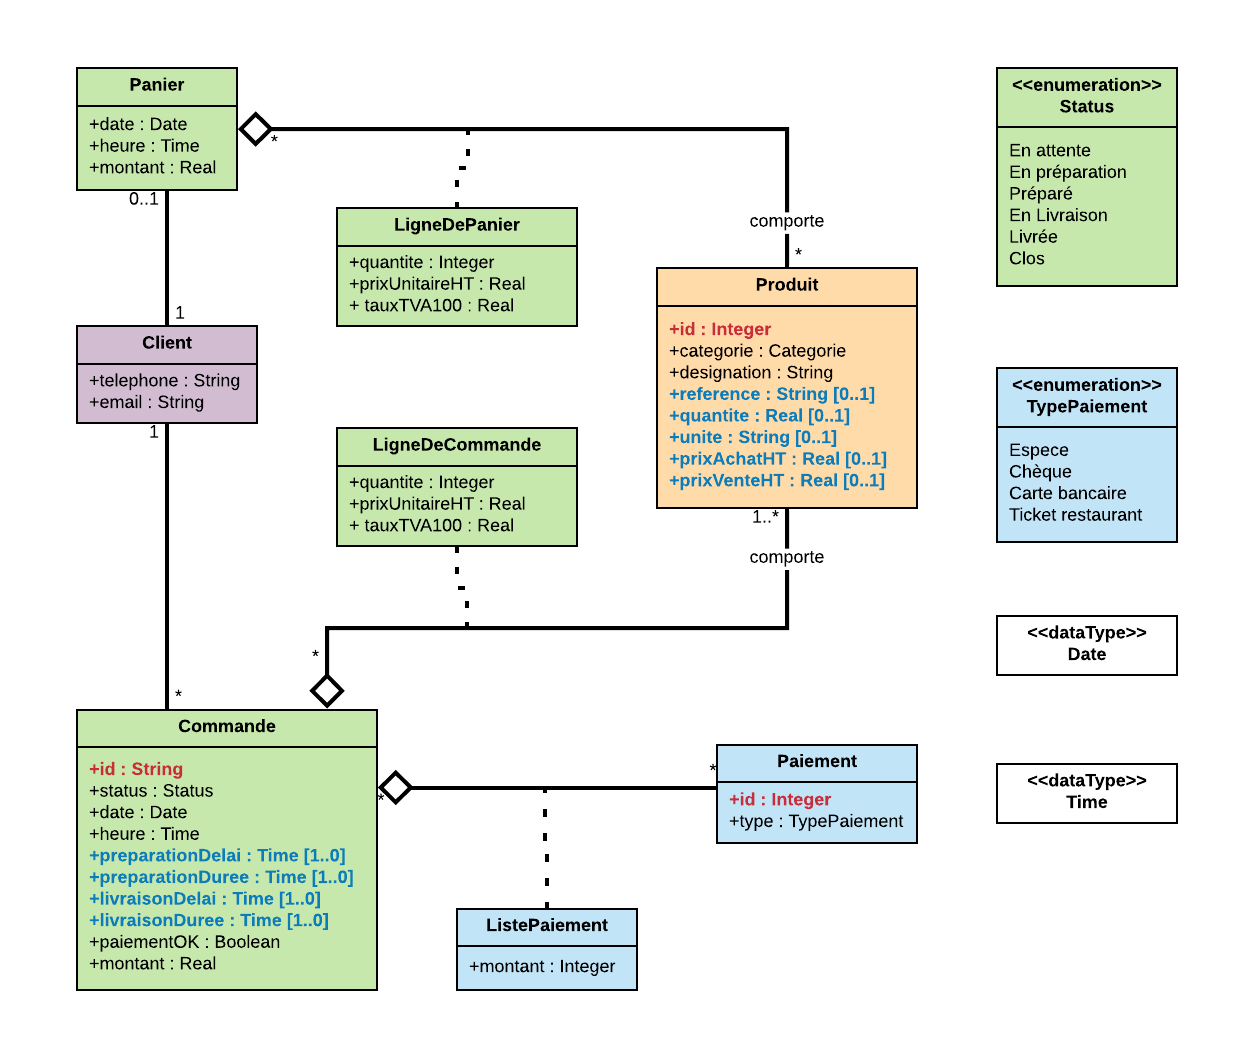 Panier
+date : Date
+heure : Time
+montant : Real
*
0..1
LigneDePanier
+quantite : Integer
+prixUnitaireHT : Real
+ tauxTVA100 : Real
comporte
*
Produit
+id : Integer
+categorie : Categorie
+designation : String
+reference : String [0..1]
+quantite : Real [0..1]
+unite : String [0..1]
+prixAchatHT : Real [0..1]
+prixVenteHT : Real [0..1]
1..*
comporte
1
Client
+telephone : String
+email : String
1
LigneDeCommande
+quantite : Integer
+prixUnitaireHT : Real
+ tauxTVA100 : Real
*
*
Commande
+id : String
+status : Status
+date : Date
+heure : Time
+preparationDelai : Time [1..0]
+preparationDuree : Time [1..0]
+livraisonDelai : Time [1..0]
+livraisonDuree : Time [1..0]
+paiementOK : Boolean
+montant : Real
*
*
Paiement
+id : Integer
+type : TypePaiement
ListePaiement
+montant : Integer
<<enumeration>>
Status
En attente
En préparation
Préparé
En Livraison
Livrée
Clos
<<enumeration>>
TypePaiement
Espece
Chèque
Carte bancaire
Ticket restaurant
<<dataType>>
Date
<<dataType>>
Time